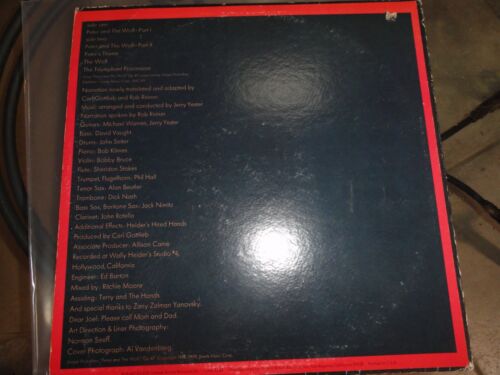 side one
Peter and The Wolf-Part I
side two
Peter and The Wolf-Part II
Peter's Theme
The Wolf
The Triumphant Procession
Narration newly translated and adapted by
Carl Gottlieb and Rob Reiner
Music arranged and conducted by Jerry Yester
Narration spoken by Rob Reiner
Guitars: Michael Warren, Jerry Yester
Bass: David Vaught
Drums: John Seiter
Piano: Bob Kimes
Violin: Bobby Bruce
Flute: Sheridon Stokes
Trumpet, Flugelhorn: Phil Hall
Tenor Sax: Alan Beutler
Trombone: Dick Nash
Bass Sax, Baritone Sax: Jack Nimitz
Clarinet: John Rotella
Additional Effects: Heider's Hired Hands
Produced by Carl Gottlieb
Associate Producer: Allison Caine
Recorded at Wally Heider's Studio
Hollywood, California
Engineer: Ed Barton
Mixed by: Ritchie Moore
Assisting: Terry and The Hands
And special thanks to Zieny Zalman Yanovsky.
Dear Joel: Please call Mom and Dad.
Art Direction & Liner Photography:
Norman Seeff.
Cover Photograph: Al Vandenberg.